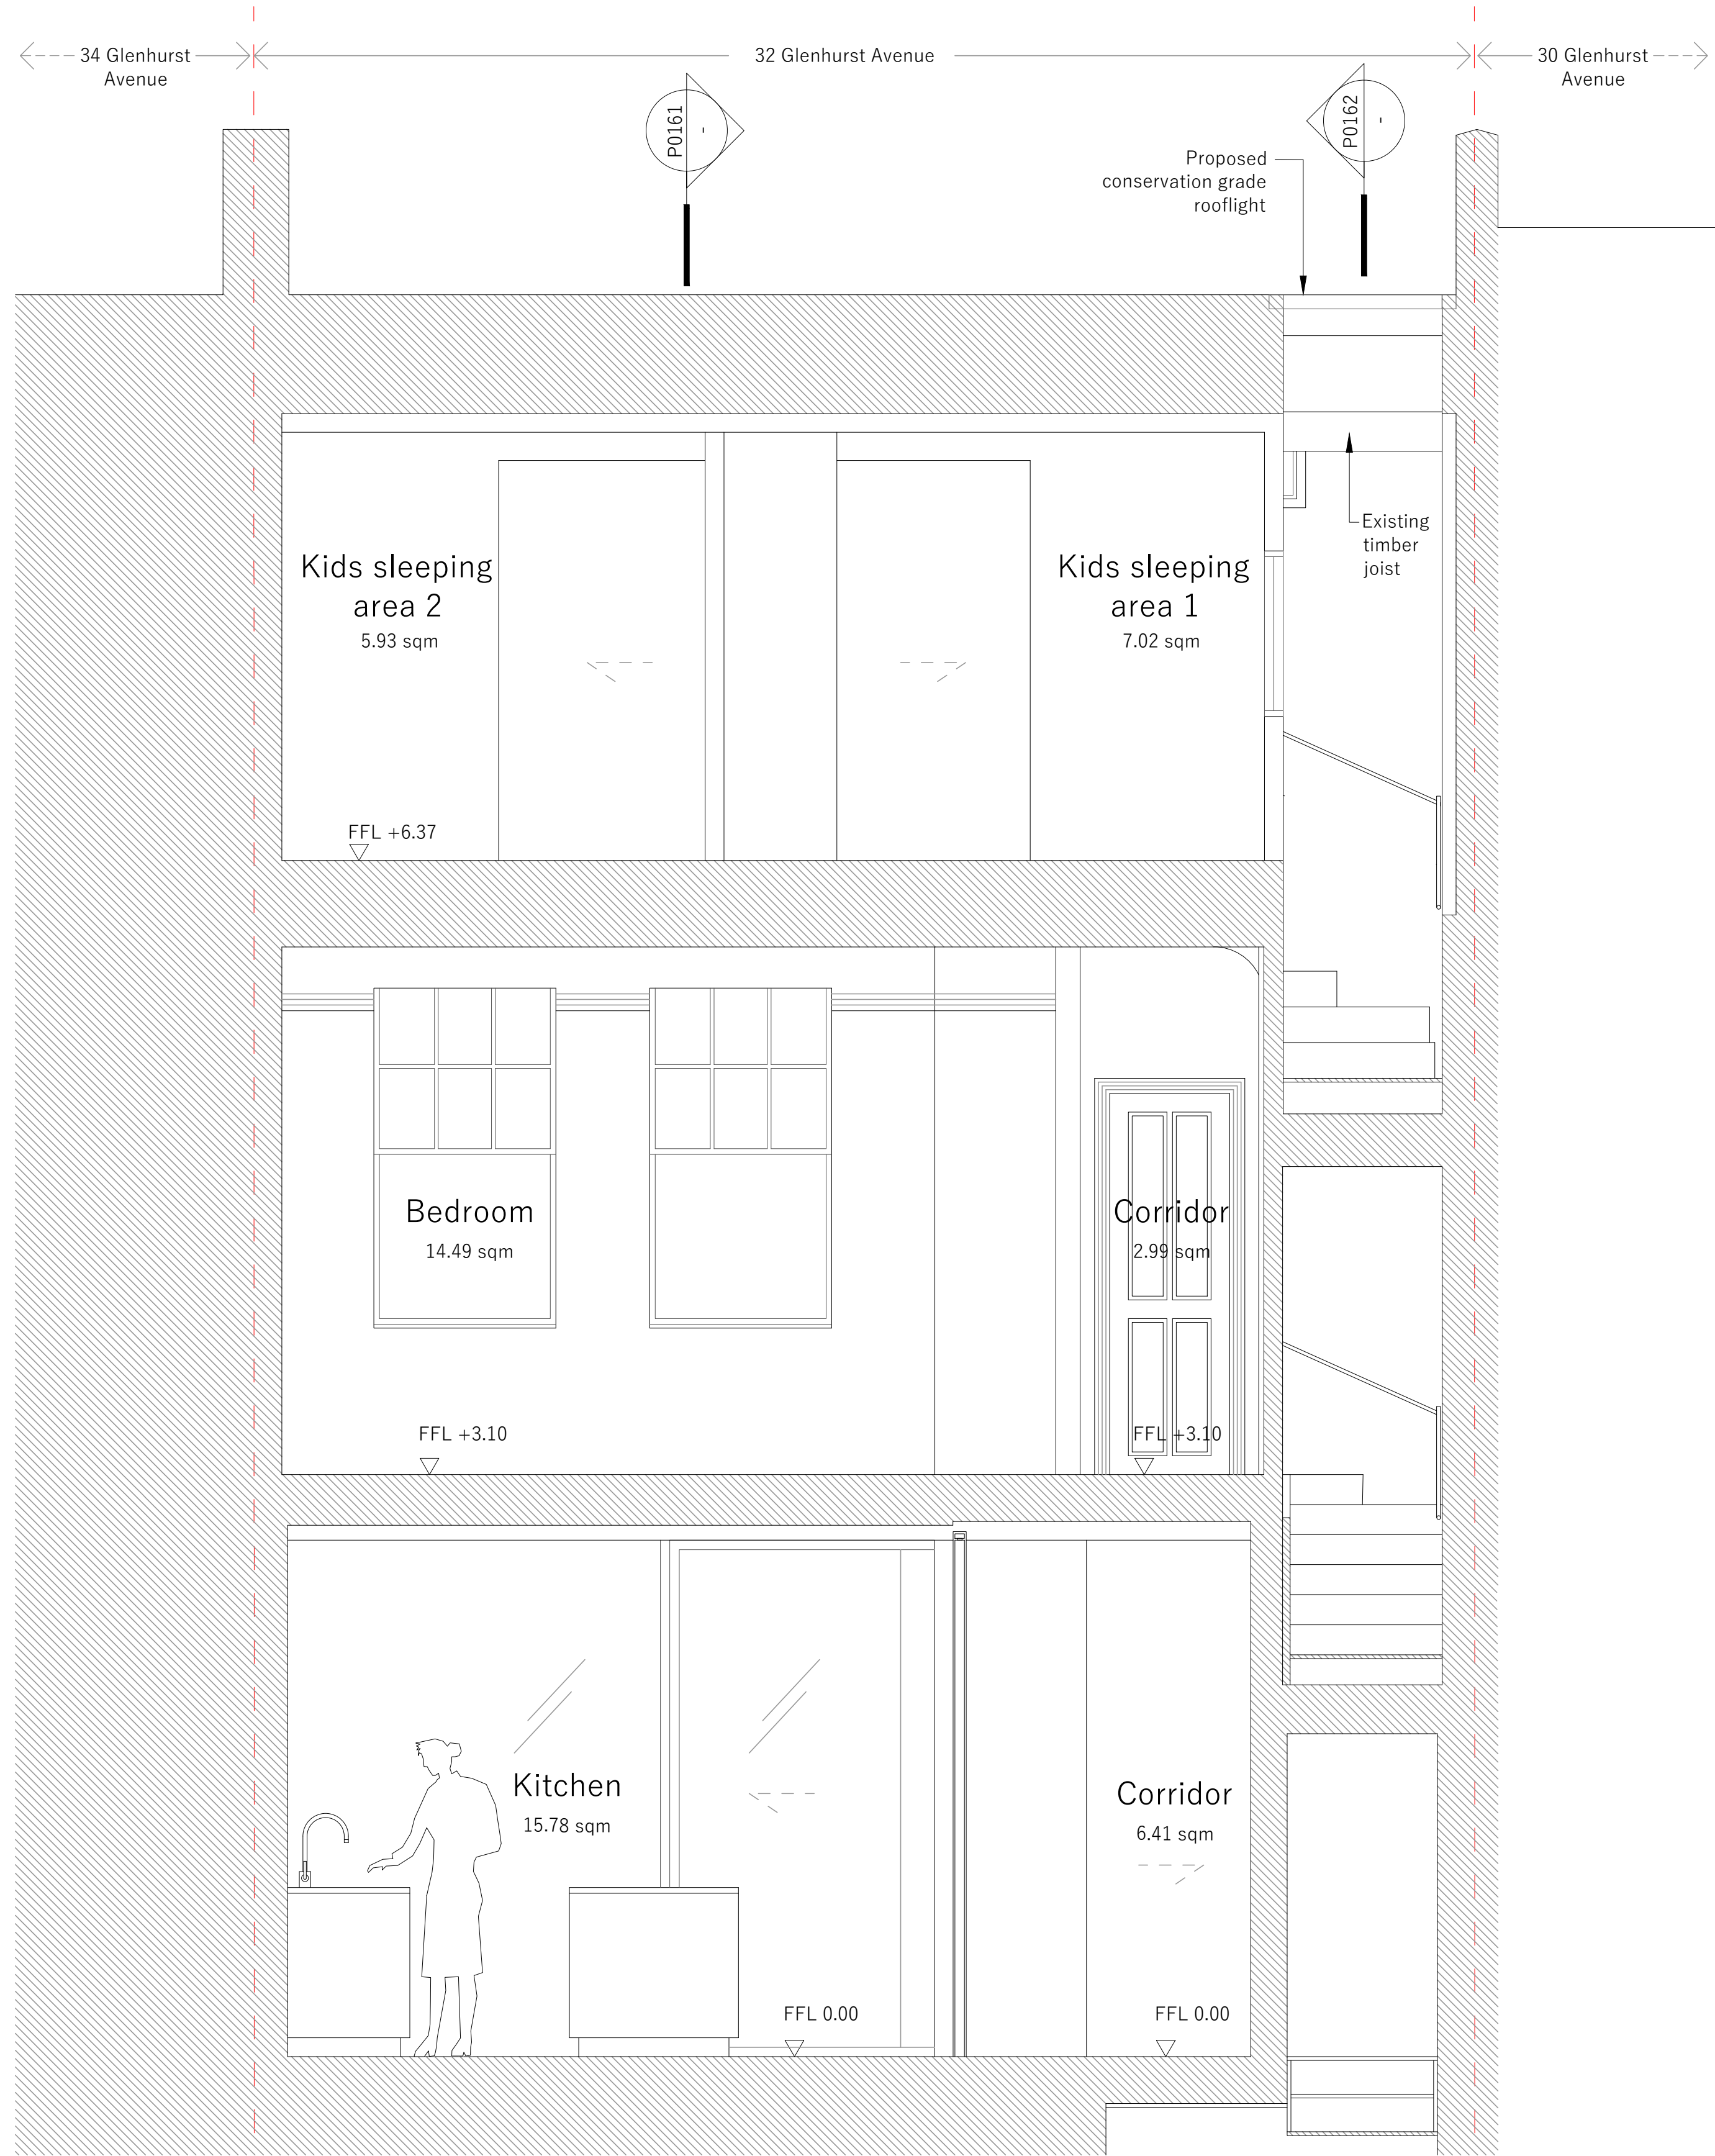 34 Glenhurst
Avenue
32 Glenhurst Avenue
30 Glenhurst
Avenue
P0161
-
P0162
-
Proposed
conservation grade
rooflight
Existing
timber
joist
Kids sleeping
area 2
5.93 sqm
Kids sleeping
area 1
7.02 sqm
FFL +6.37
Bedroom
14.49 sqm
Corridor
2.99 sqm
FFL +3.10
FFL +3.10
Kitchen
15.78 sqm
Corridor
6.41 sqm
FFL 0.00
FFL 0.00